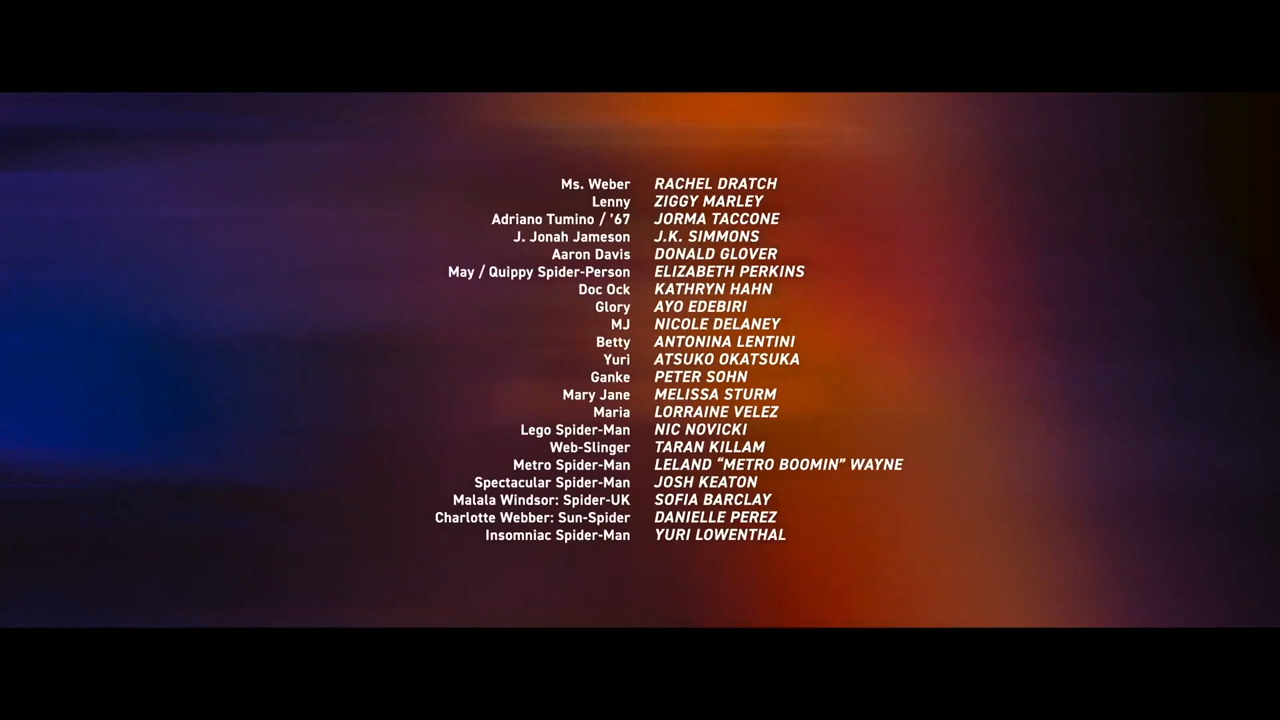 Ms. Weber RACHEL DRATCH
Lenny ZIGGY MARLEY
Adriano Tumino / ’67 JORMA TACCONE
J. Jonah Jameson J.K. SIMMONS
Aaron Davis DONALD GLOVER
May / Quippy Spider-Person ELIZABETH PERKINS
Doc Ock KATHRYN HAHN
Glory AYO EDEBIRI
MJ NICOLE DELANEY
Betty ANTONINA LENTINI
Yuri ATSUKO OKATSUKA
Ganke PETER SOHN
Mary Jane MELISSA STURM
Maria LORRAINE VELEZ
Lego Spider-Man NIC NOVICKI
Web-Slinger TARAN KILLAM
Metro Spider-Man LELAND “METRO BOOMIN” WAYNE
Spectacular Spider-Man JOSH KEATON
Malala Windsor: Spider-UK SOFIA BARCLAY
Charlotte Webber: Sun-Spider DANIELLE PEREZ
Insomniac Spider-Man YURI LOWENTHAL